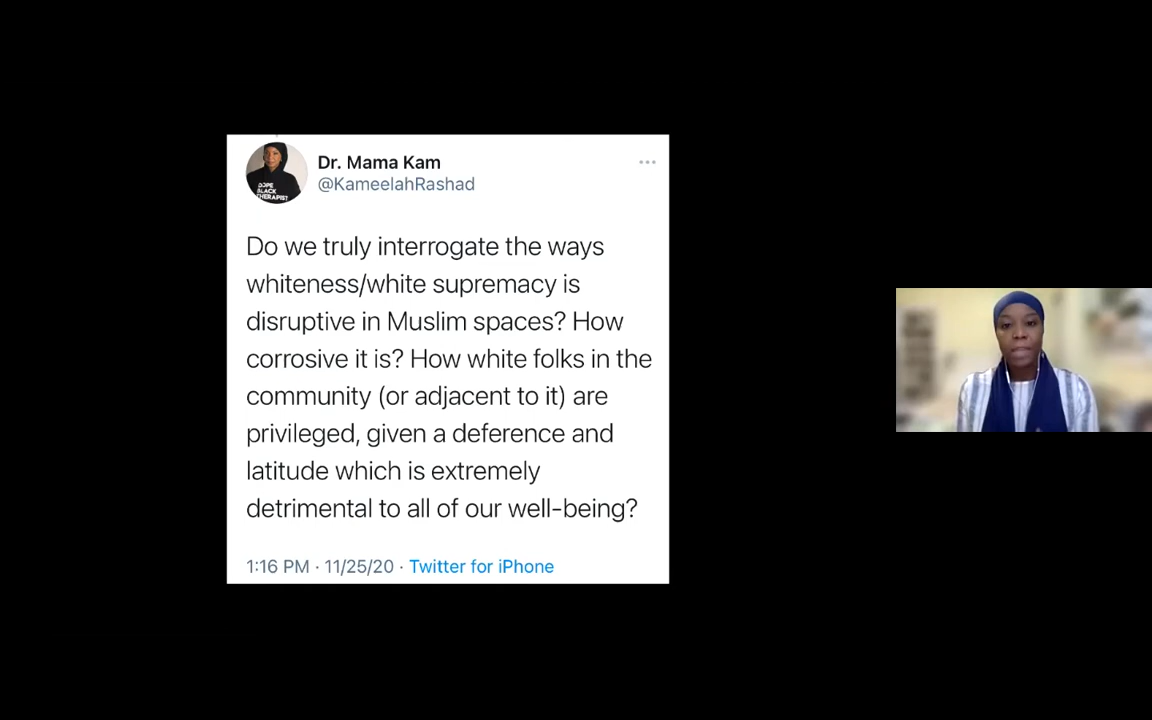 Dr. Mama Kam
@KameelahRashad
Do we truly interrogate the ways
whiteness/white supremacy is
disruptive in Muslim spaces? How
corrosive it is? How white folks in the
community (or adjacent to it) are
privileged, given a deference and
latitude which is extremely
detrimental to all of our well-being?
1:16 PM · 11/25/20 · Twitter for iPhone
DOPE
BLACK
THERAPIST